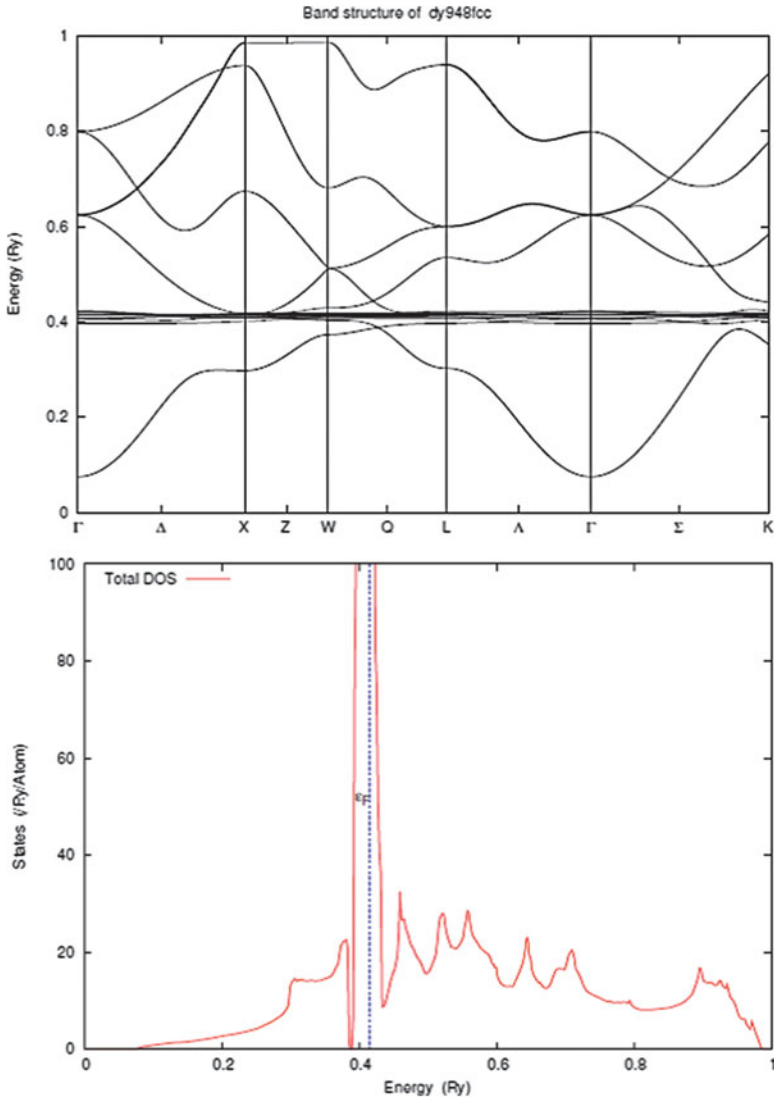 Band structure of dy948fcc
1
0.8
0.6
0.4
0.2
0
Energy (Ry)
Γ Δ X Z W Q L Λ Γ Σ K
100
80
60
40
20
0
States (/Ry/Atom)
Total DOS
εF
0 0.2 0.4 0.6 0.8 1
Energy (Ry)